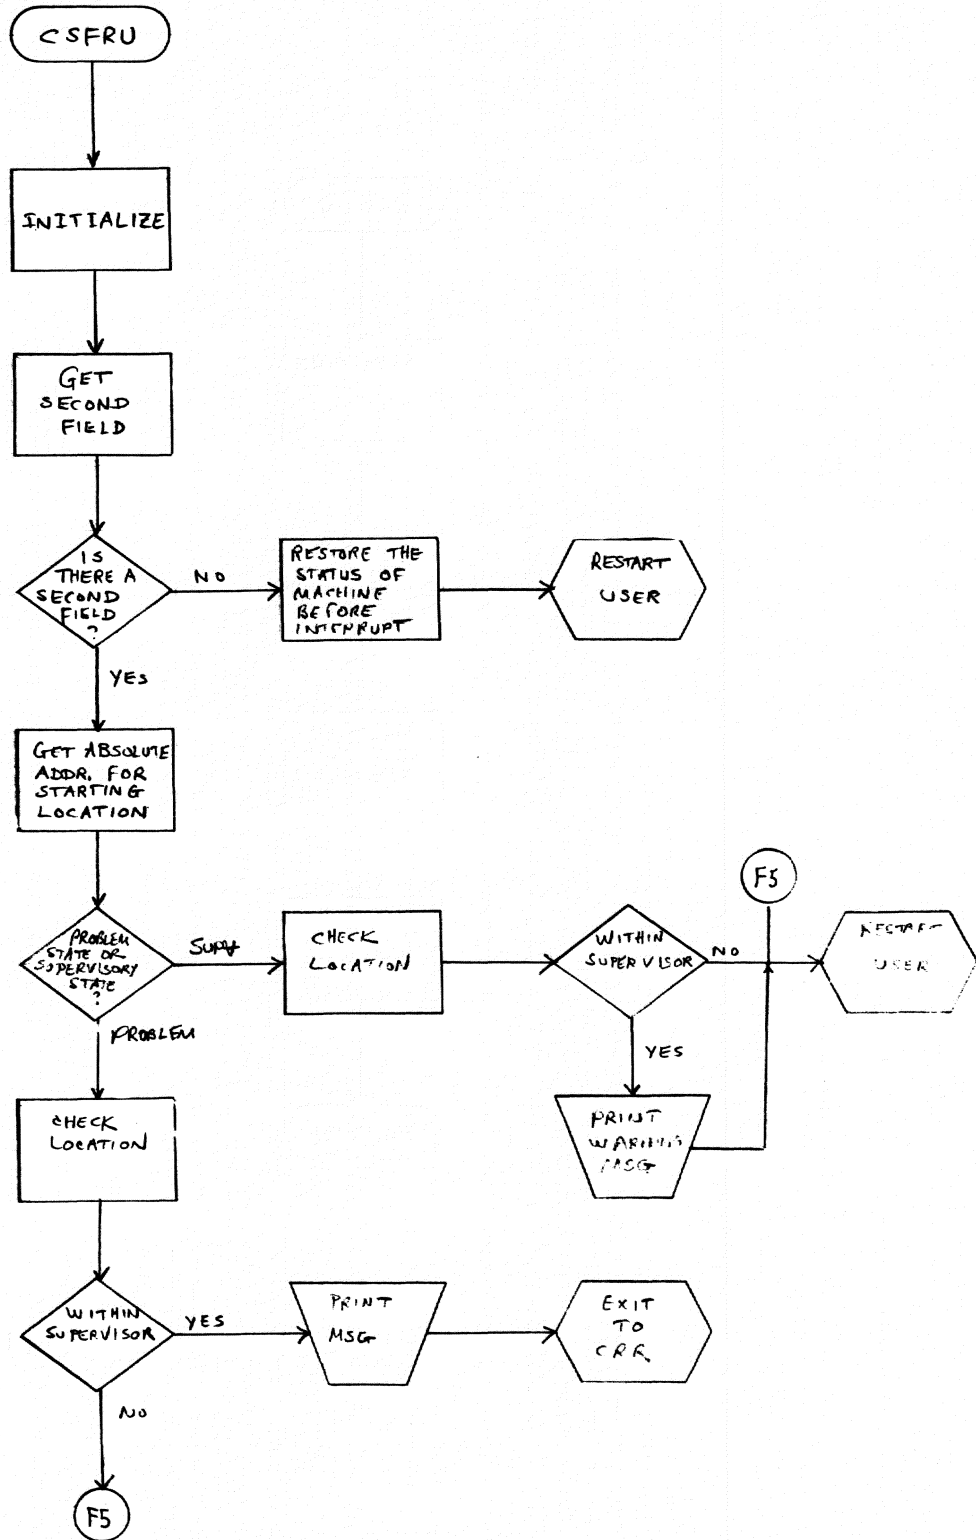 CSFRU
INITIALIZE
GET
SECOND
FIELD
IS
THERE A
SECOND
FIELD
?
NO
RESTORE THE
STATUS OF
MACHINE
BEFORE
INTERRUPT
RESTART
USER
YES
GET ABSOLUTE
ADDR. FOR
STARTING
LOCATION
PROBLEM
STATE OR
SUPERVISORY
STATE
?
SUPV
CHECK
LOCATION
WITHIN
SUPERVISOR
NO
F5
RESTART
USER
YES
PRINT
WARNING
MSG
PROBLEM
CHECK
LOCATION
WITHIN
SUPERVISOR
YES
PRINT
MSG
EXIT
TO
CRR
NO
F5